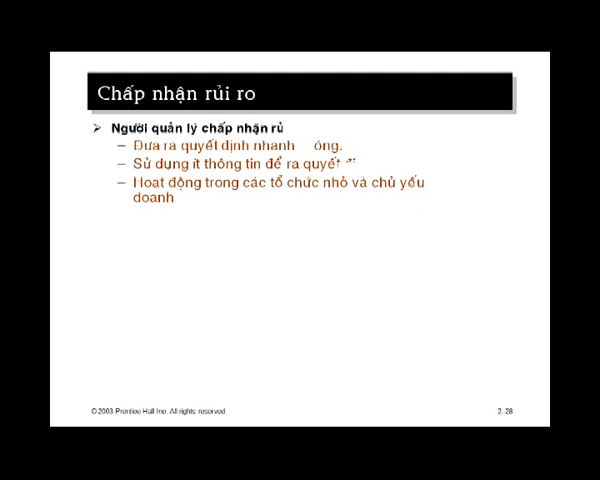 Chấp nhận rủi ro
➢ Người quản lý chấp nhận rủ
– Đưa ra quyết định nhanh óng.
– Sử dụng ít thông tin để ra quyết
– Hoạt động trong các tổ chức nhỏ và chủ yếu
doanh
© 2003 Prentice Hall Inc. All rights reserved.
2–28